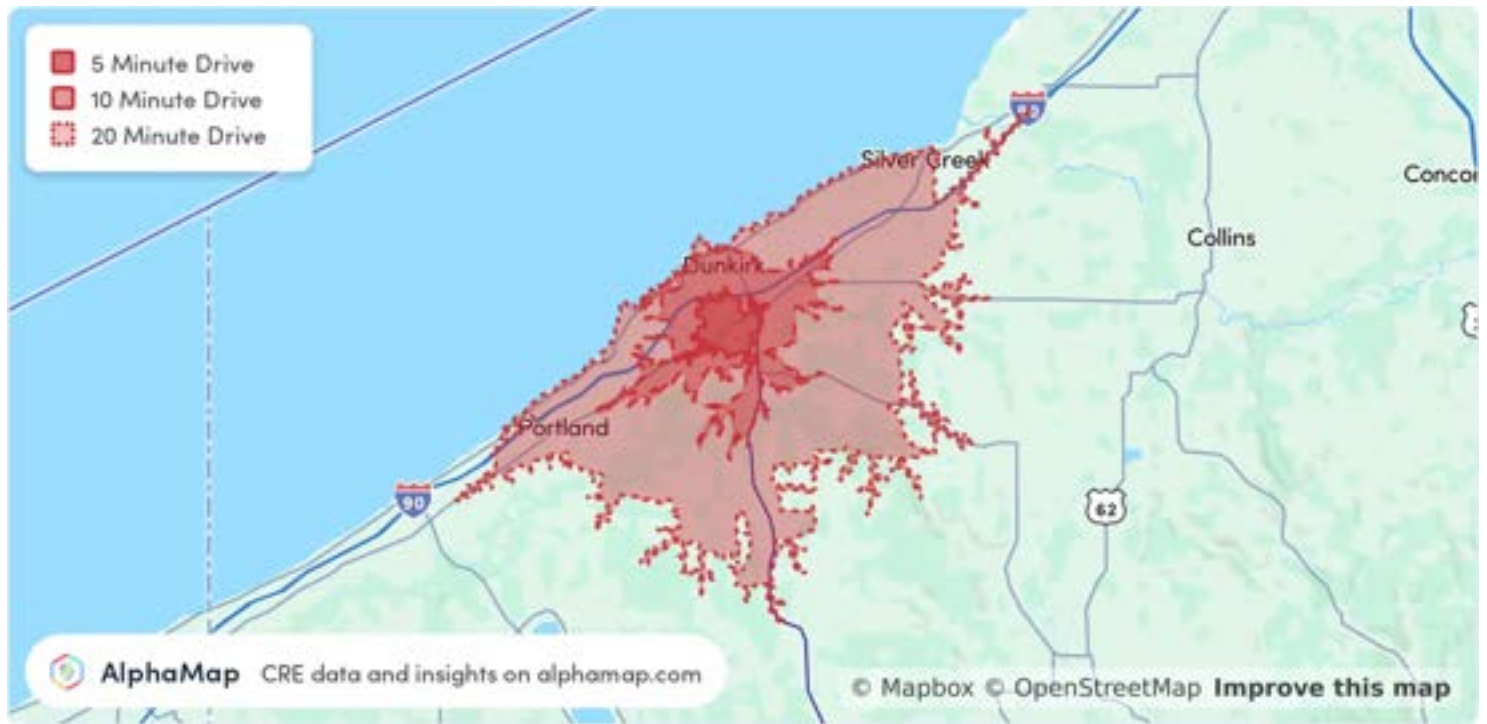 5 Minute Drive
10 Minute Drive
20 Minute Drive
Silver Creek
Concor
Collins
Dunkirk
Portland
90
62
AlphaMap CRE data and insights on alphamap.com
© Mapbox © OpenStreetMap Improve this map